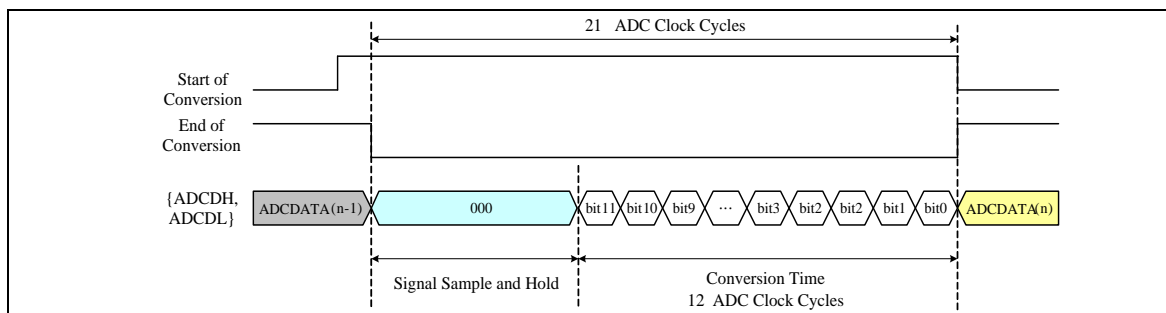 21 ADC Clock Cycles
Start of
Conversion
End of
Conversion
{ADCDH,
ADCDL}
ADCDATA(n-1) 000 bit11 bit10 bit9 ... bit3 bit2 bit2 bit1 bit0 ADCDATA(n)
Signal Sample and Hold
Conversion Time
12 ADC Clock Cycles